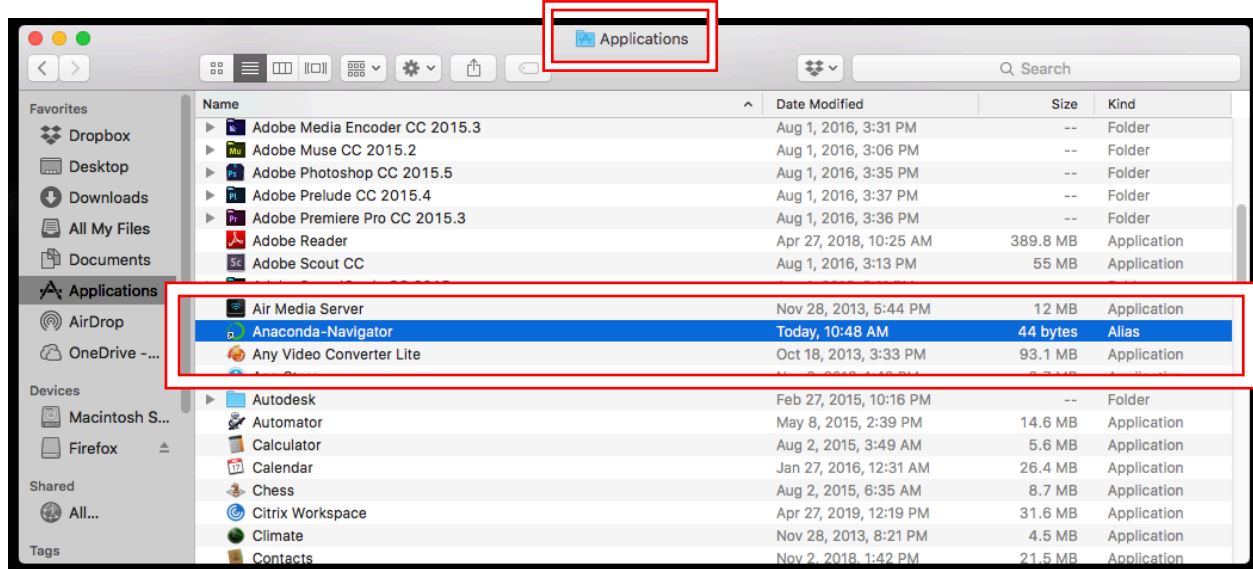 Applications
Search
Favorites
Dropbox
Desktop
Downloads
All My Files
Documents
Applications
AirDrop
OneDrive -...
Devices
Macintosh S...
Firefox
Shared
All...
Tags
Name Date Modified Size Kind
Adobe Media Encoder CC 2015.3 Aug 1, 2016, 3:31 PM -- Folder
Adobe Muse CC 2015.2 Aug 1, 2016, 3:06 PM -- Folder
Adobe Photoshop CC 2015.5 Aug 1, 2016, 3:35 PM -- Folder
Adobe Prelude CC 2015.4 Aug 1, 2016, 3:37 PM -- Folder
Adobe Premiere Pro CC 2015.3 Aug 1, 2016, 3:36 PM -- Folder
Adobe Reader Apr 27, 2018, 10:25 AM 389.8 MB Application
Adobe Scout CC Aug 1, 2016, 3:13 PM 55 MB Application
Air Media Server Nov 28, 2013, 5:44 PM 12 MB Application
Anaconda-Navigator Today, 10:48 AM 44 bytes Alias
Any Video Converter Lite Oct 18, 2013, 3:33 PM 93.1 MB Application
Autodesk Feb 27, 2015, 10:16 PM -- Folder
Automator May 8, 2015, 2:39 PM 14.6 MB Application
Calculator Aug 2, 2015, 3:49 AM 5.6 MB Application
Calendar Jan 27, 2016, 12:31 AM 26.4 MB Application
Chess Aug 2, 2015, 6:35 AM 8.7 MB Application
Citrix Workspace Apr 27, 2019, 12:19 PM 31.6 MB Application
Climate Nov 28, 2013, 8:21 PM 4.5 MB Application
Contacts Nov 2, 2018, 1:42 PM 21.5 MB Application